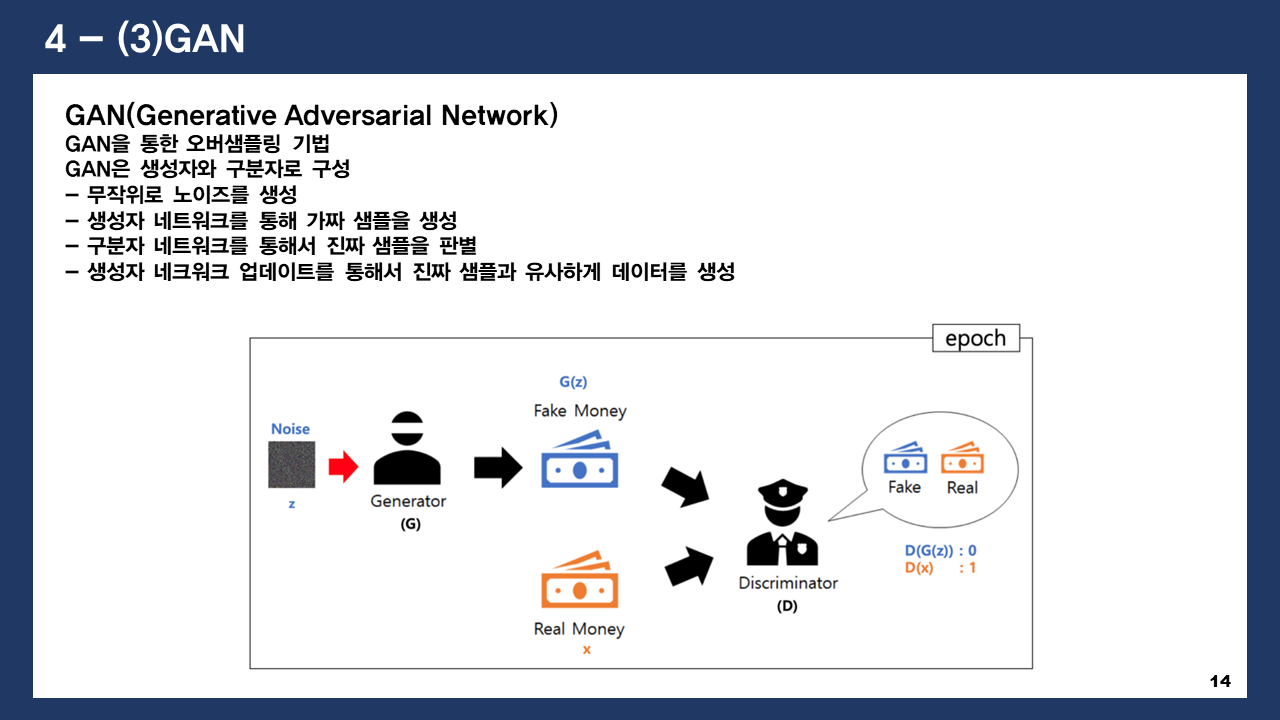 4 – (3)GAN
GAN(Generative Adversarial Network)
GAN을 통한 오버샘플링 기법
GAN은 생성자와 구분자로 구성
– 무작위로 노이즈를 생성
– 생성자 네트워크를 통해 가짜 샘플을 생성
– 구분자 네트워크를 통해서 진짜 샘플을 판별
– 생성자 네크워크 업데이트를 통해서 진짜 샘플과 유사하게 데이터를 생성
epoch
G(z)
Fake Money
Noise
z
Generator
(G)
Real Money
x
Discriminator
(D)
Fake Real
D(G(z)) : 0
D(x) : 1
14